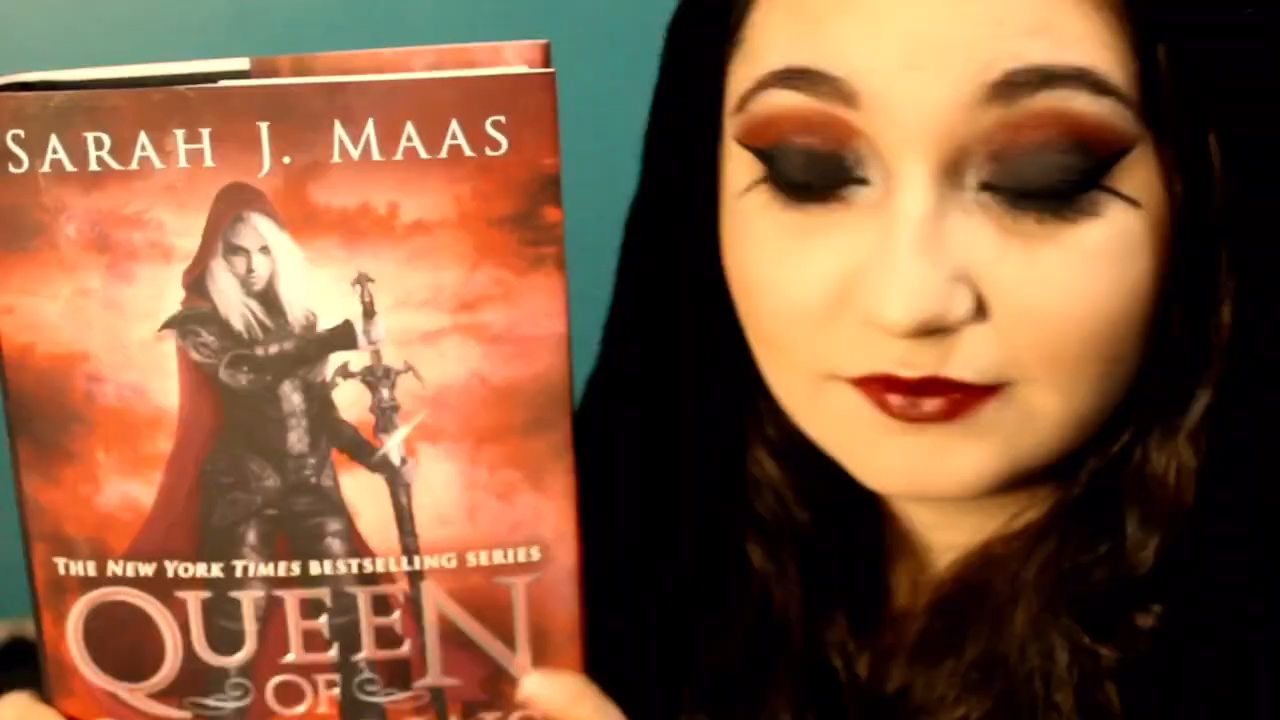 SARAH J. MAAS
THE NEW YORK TIMES BESTSELLING SERIES
QUEEN
OF